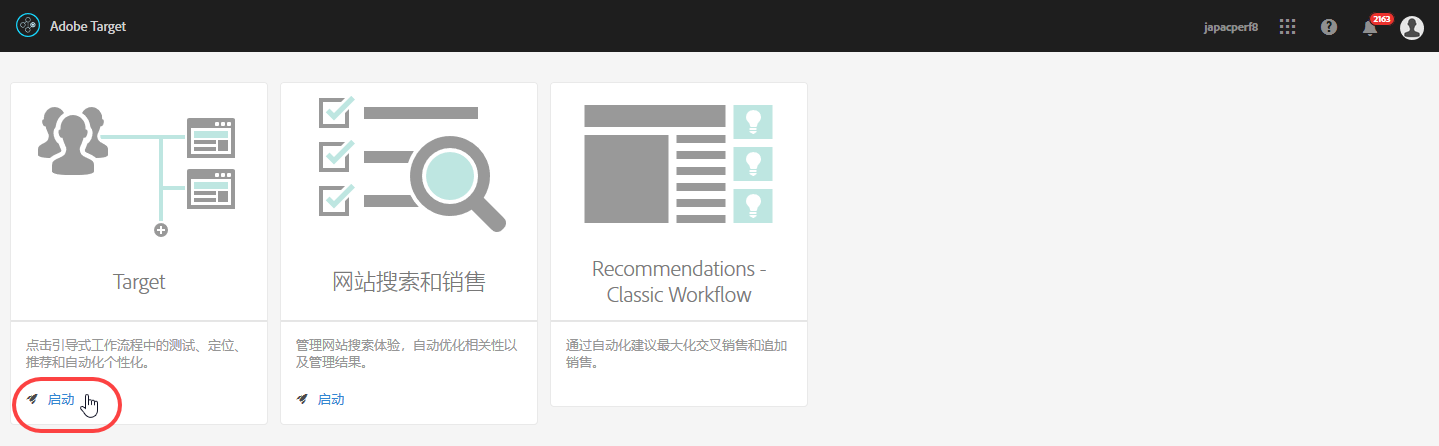 Adobe Target
japacperf8
2163
Target
点击引导式工作流程中的测试、定位、
推荐和自动化个性化。
启动
网站搜索和销售
管理网站搜索体验，自动优化相关性以
及管理结果。
启动
Recommendations -
Classic Workflow
通过自动化建议最大化交叉销售和追加
销售。